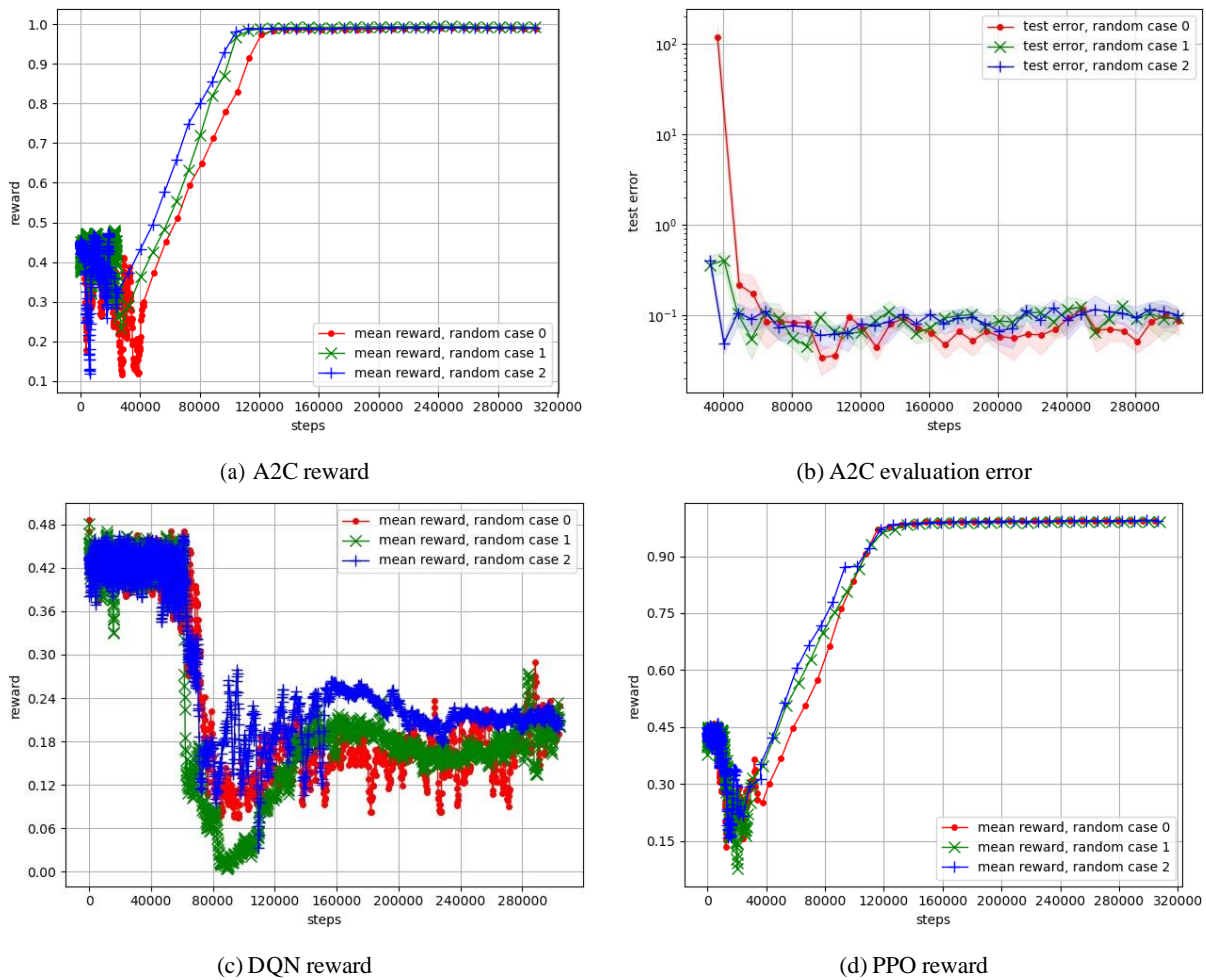 1.0
0.9
0.8
0.7
0.6
0.5
0.4
0.3
0.2
0.1
reward
mean reward, random case 0
mean reward, random case 1
mean reward, random case 2
0 40000 80000 120000 160000 200000 240000 280000 320000
steps
(a) A2C reward
10^2
10^1
10^0
10^-1
test error
test error, random case 0
test error, random case 1
test error, random case 2
40000 80000 120000 160000 200000 240000 280000
steps
(b) A2C evaluation error
0.48
0.42
0.36
0.30
0.24
0.18
0.12
0.06
0.00
reward
mean reward, random case 0
mean reward, random case 1
mean reward, random case 2
0 40000 80000 120000 160000 200000 240000 280000
steps
(c) DQN reward
0.90
0.75
0.60
0.45
0.30
0.15
reward
mean reward, random case 0
mean reward, random case 1
mean reward, random case 2
0 40000 80000 120000 160000 200000 240000 280000 320000
steps
(d) PPO reward